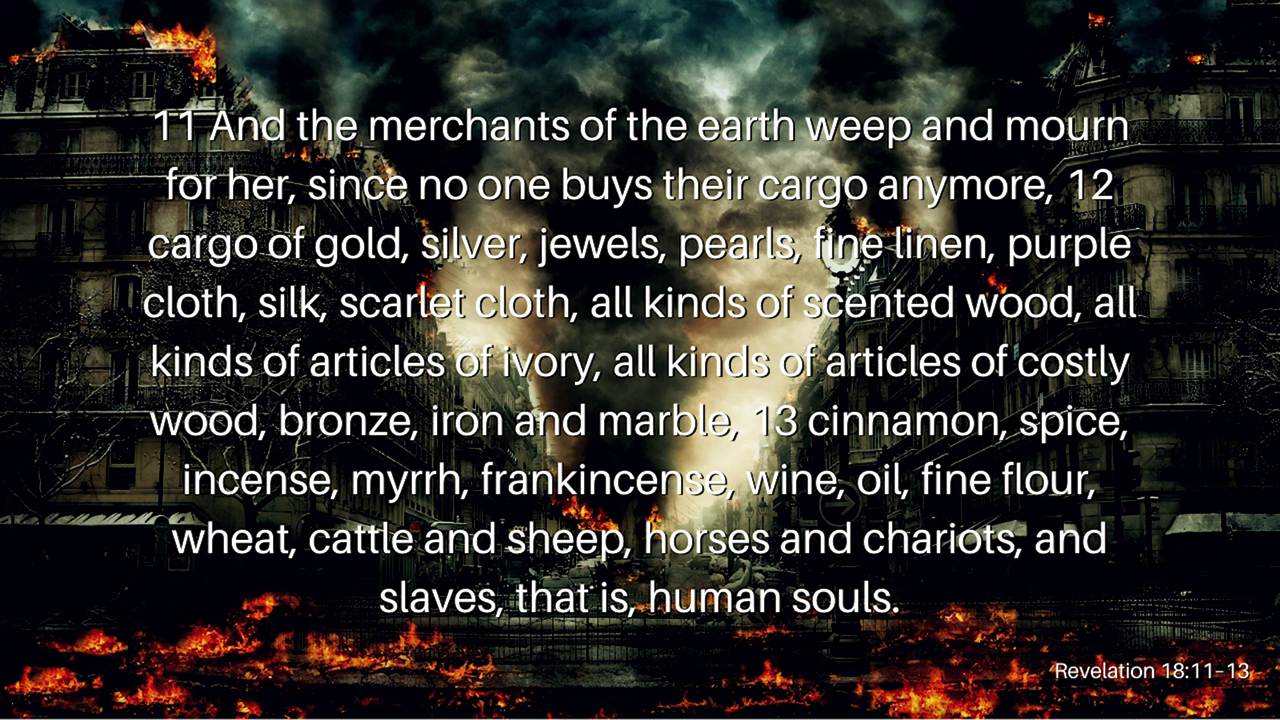 11 And the merchants of the earth weep and mourn
for her, since no one buys their cargo anymore, 12
cargo of gold, silver, jewels, pearls, fine linen, purple
cloth, silk, scarlet cloth, all kinds of scented wood, all
kinds of articles of ivory, all kinds of articles of costly
wood, bronze, iron and marble, 13 cinnamon, spice,
incense, myrrh, frankincense, wine, oil, fine flour,
wheat, cattle and sheep, horses and chariots, and
slaves, that is, human souls.
Revelation 18:11–13